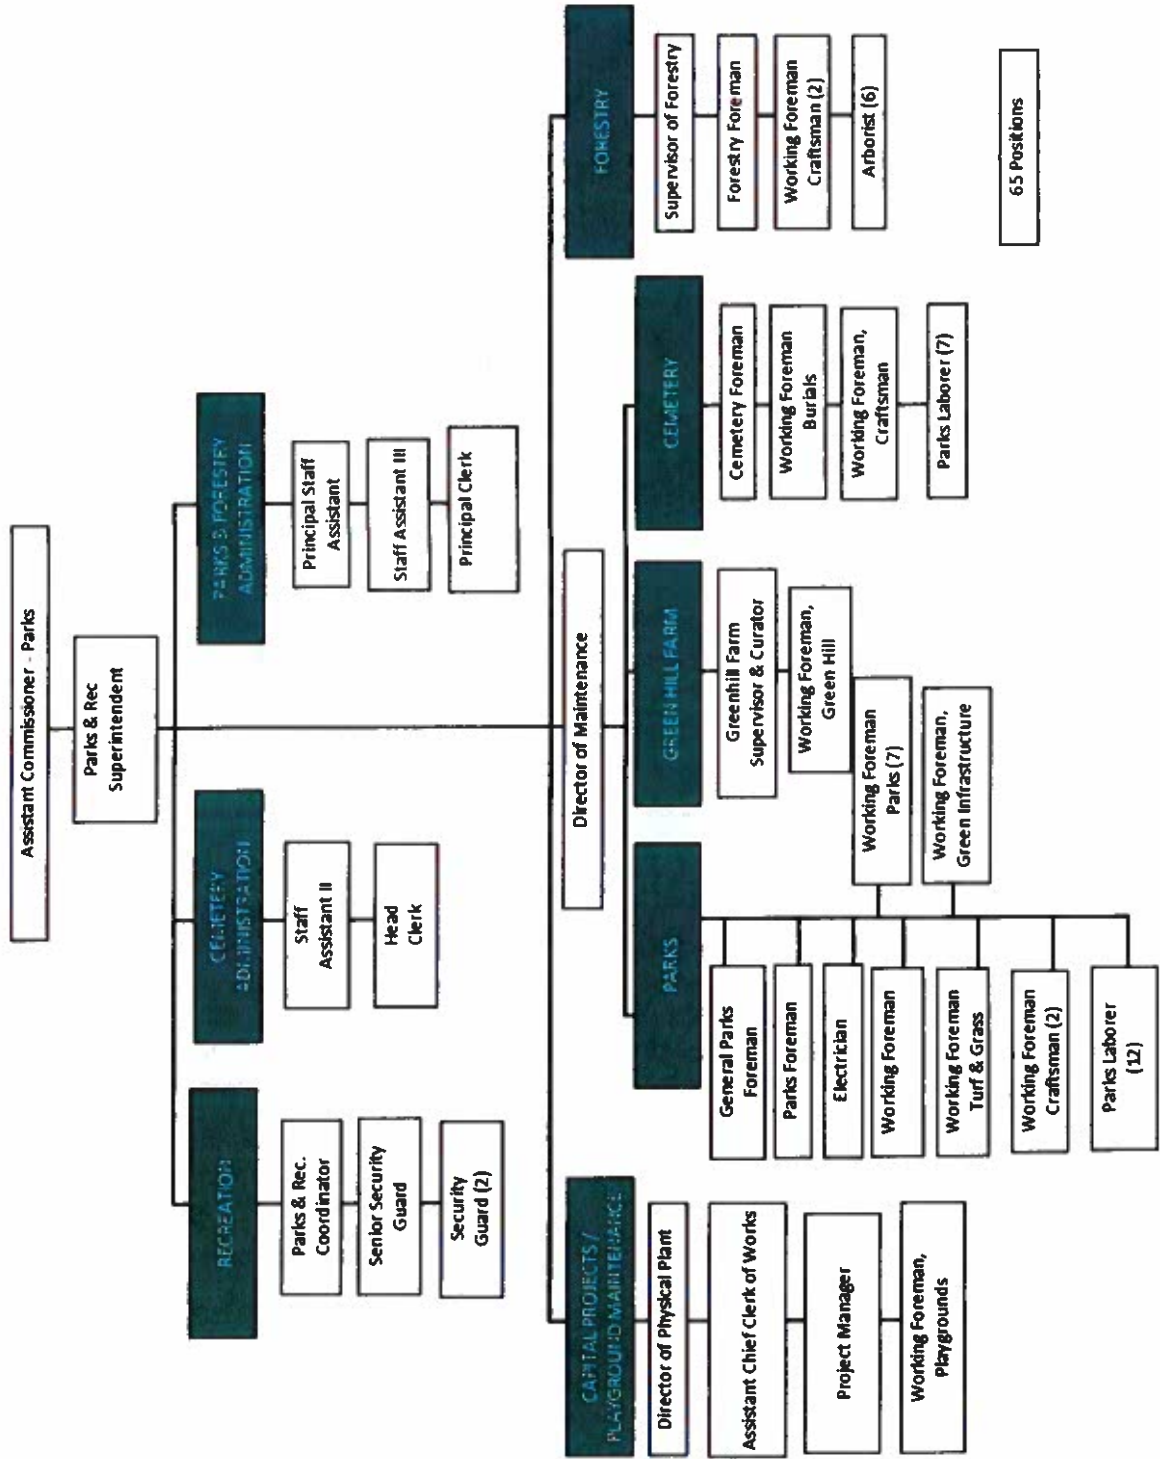 Assistant Commissioner - Parks
Parks & Rec
Superintendent
RECREATION
Parks & Rec.
Coordinator
Senior Security
Guard
Security
Guard (2)
CEMETERY
ADMINISTRATION
Staff
Assistant II
Head
Clerk
PARKS & FORESTRY
ADMINISTRATION
Principal Staff
Assistant
Staff Assistant III
Principal Clerk
CAPITAL PROJECTS /
PLAYGROUND MAINTENANCE
Director of Physical Plant
Assistant Chief Clerk of Works
Project Manager
Working Foreman,
Playgrounds
Director of Maintenance
PARKS
General Parks
Foreman
Parks Foreman
Electrician
Working Foreman
Working Foreman
Turf & Grass
Working Foreman
Craftsman (2)
Parks Laborer
(12)
Working Foreman
Parks (7)
Working Foreman,
Green Infrastructure
GREEN HILL FARM
Greenhill Farm
Supervisor & Curator
Working Foreman,
Green Hill
CEMETERY
Cemetery Foreman
Working Foreman
Burials
Working Foreman,
Craftsman
Parks Laborer (7)
FORESTRY
Supervisor of Forestry
Forestry Foreman
Working Foreman
Craftsman (2)
Arborist (6)
65 Positions